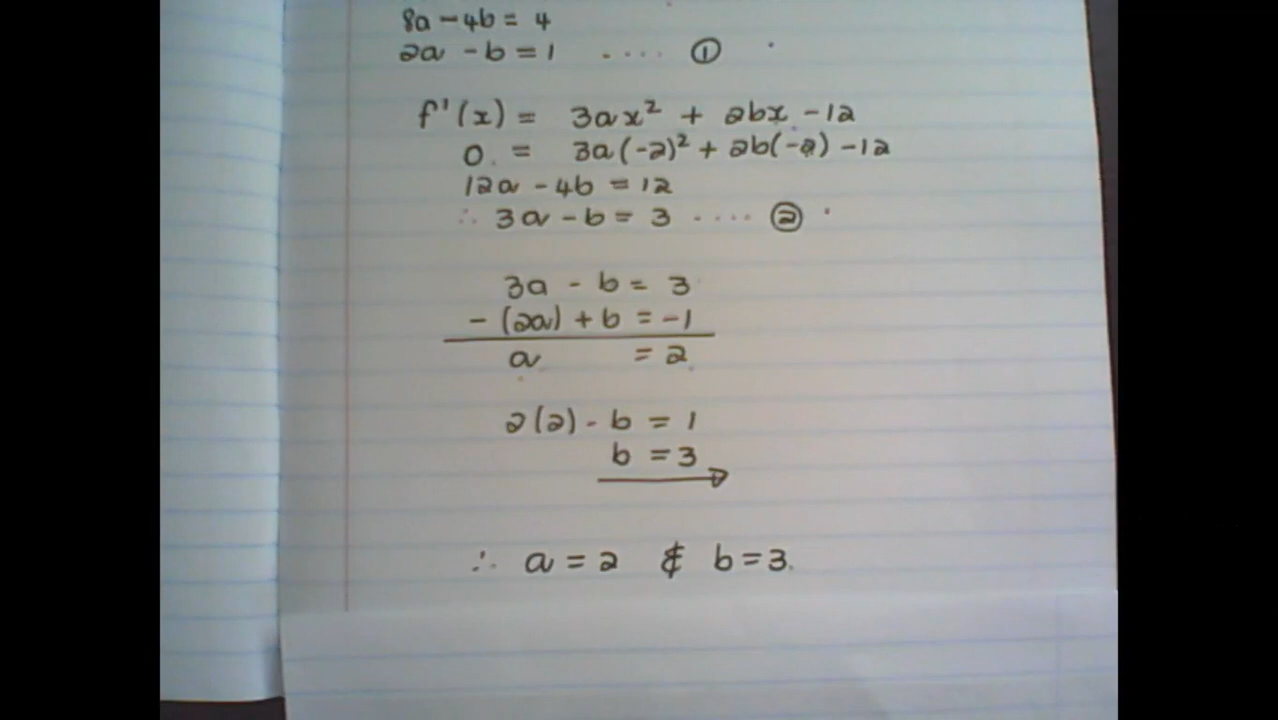 8a - 4b = 4
2a - b = 1 .... ①
f'(x) = 3ax² + 2bx - 12
0 = 3a(-2)² + 2b(-2) - 12
12a - 4b = 12
∴ 3a - b = 3 .... ②
3a - b = 3
- (2a) + b = -1
a = 2
2(2) - b = 1
b = 3
∴ a = 2 & b = 3.